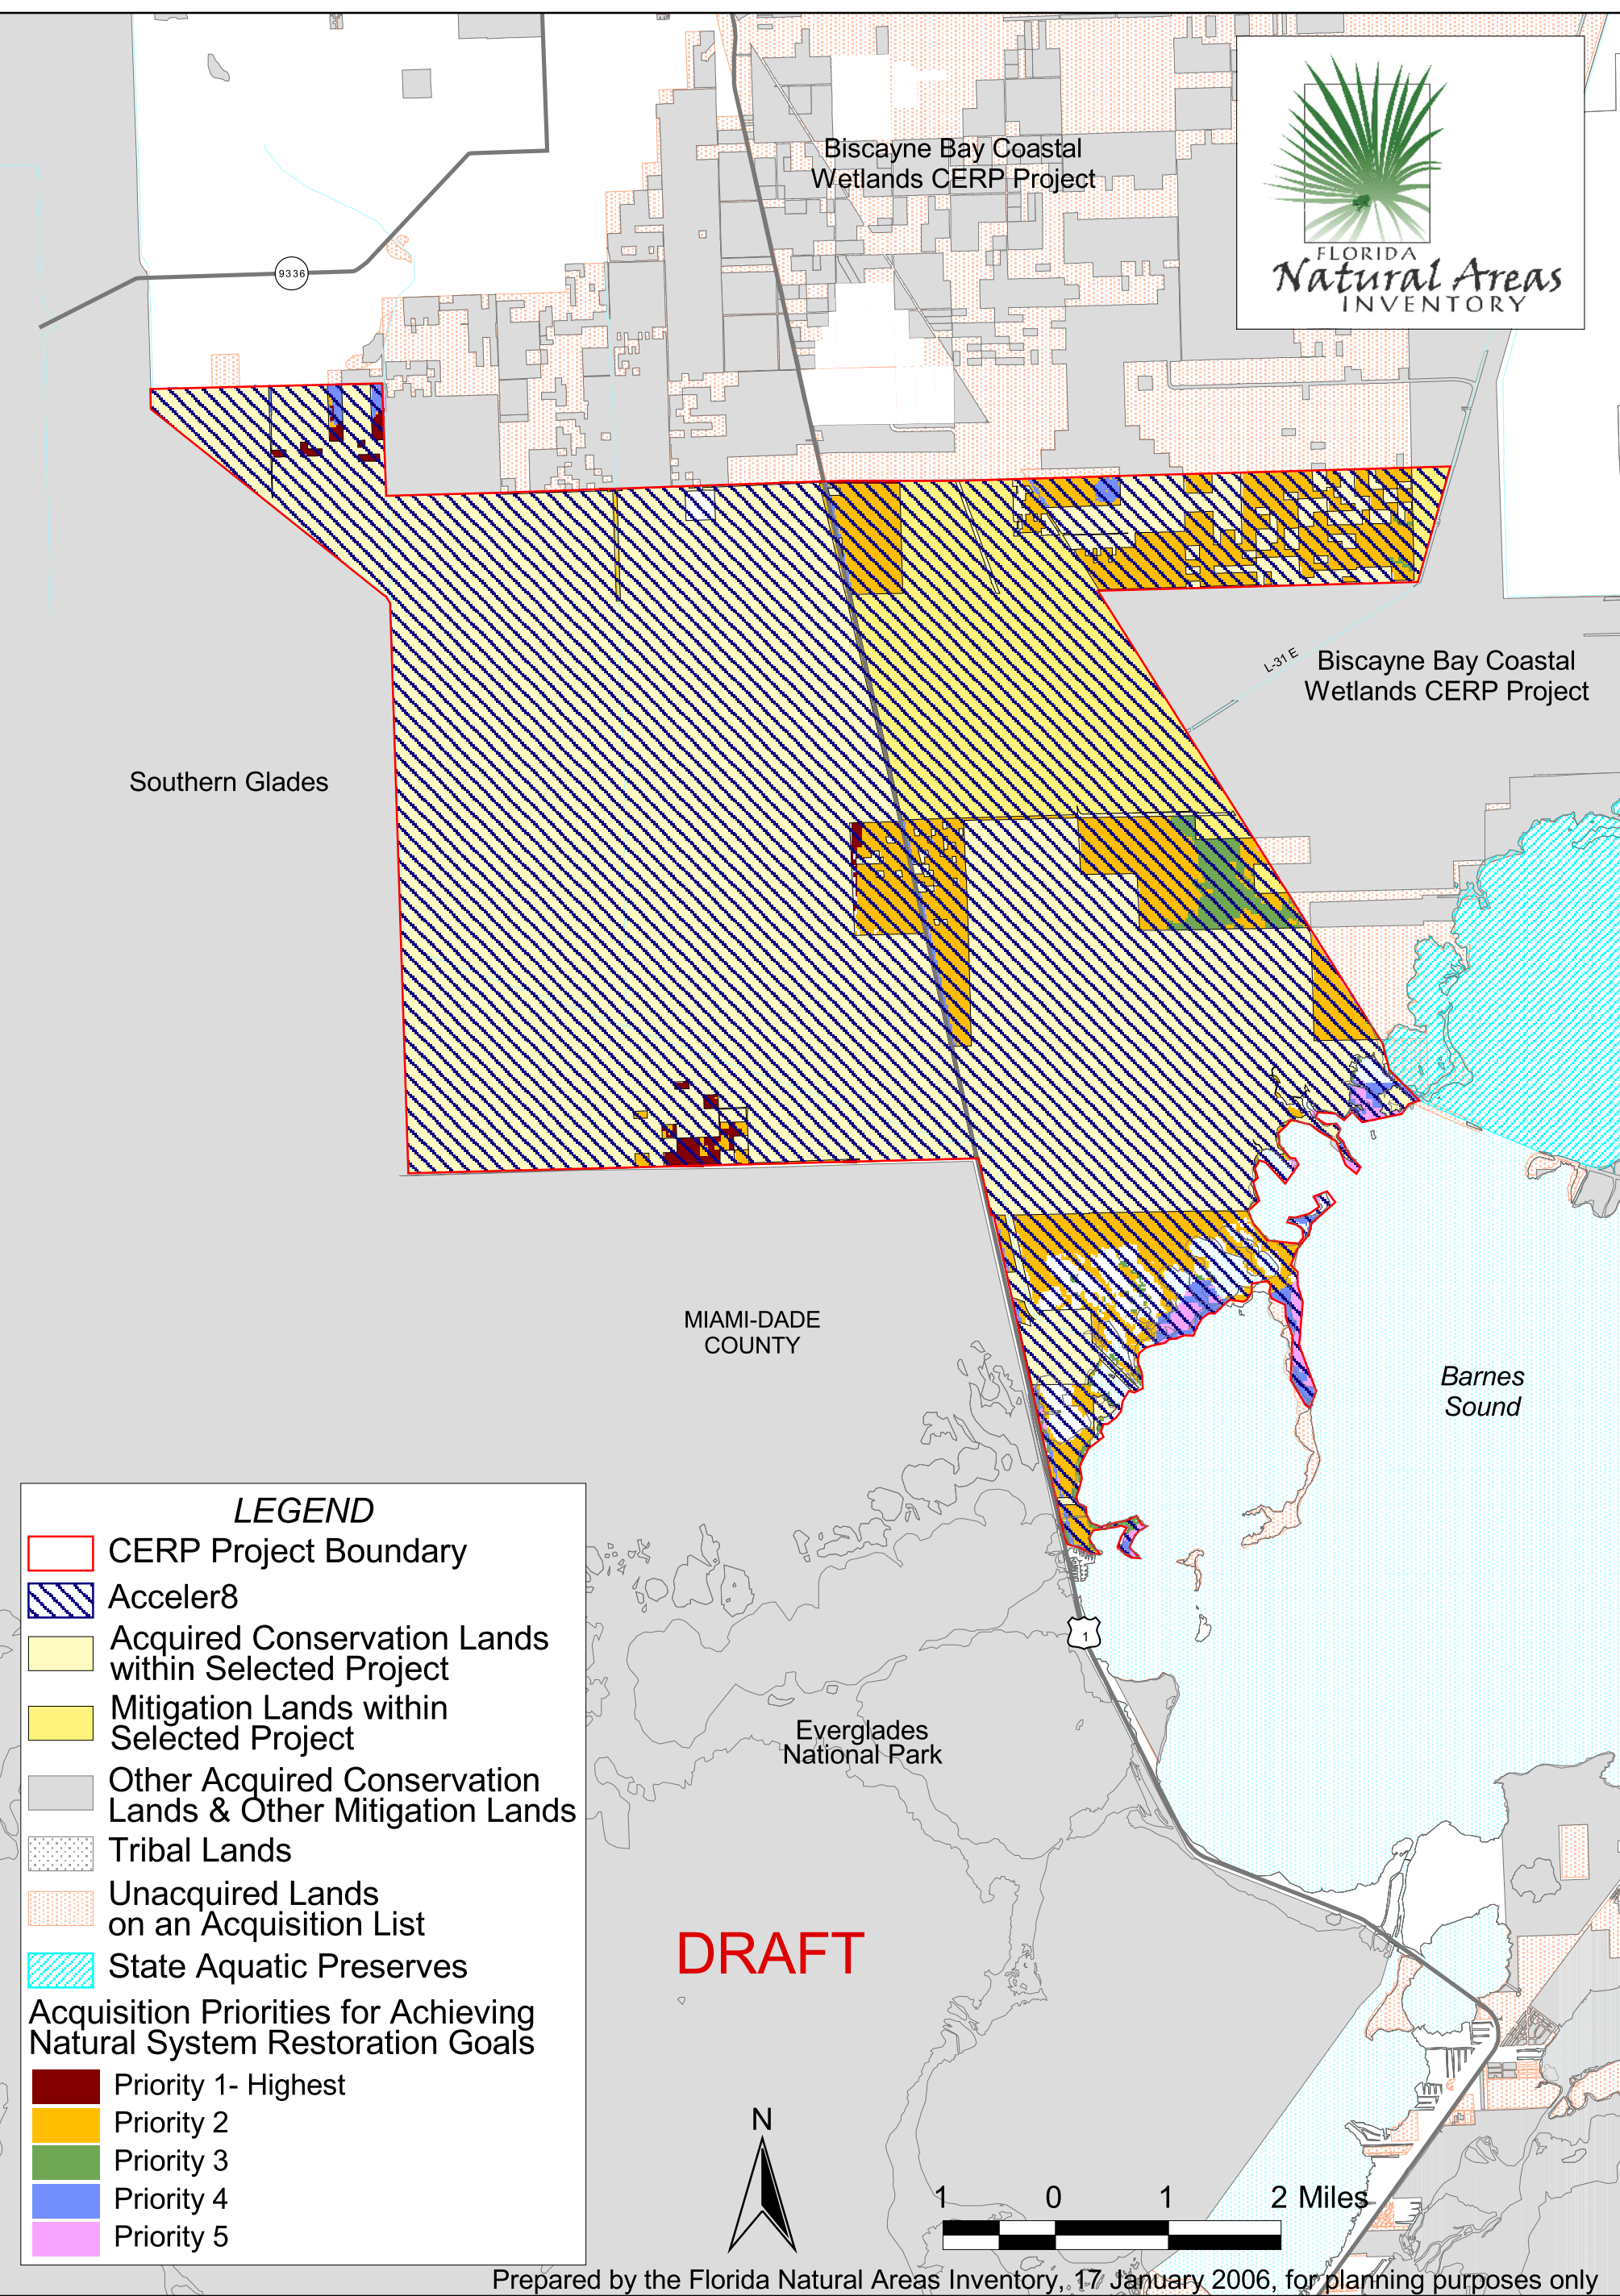 Biscayne Bay Coastal
Wetlands CERP Project
FLORIDA
Natural Areas
INVENTORY
9336
L-31 E
Biscayne Bay Coastal
Wetlands CERP Project
Southern Glades
MIAMI-DADE
COUNTY
Barnes
Sound
1
Everglades
National Park
DRAFT
LEGEND
CERP Project Boundary
Acceler8
Acquired Conservation Lands
within Selected Project
Mitigation Lands within
Selected Project
Other Acquired Conservation
Lands & Other Mitigation Lands
Tribal Lands
Unacquired Lands
on an Acquisition List
State Aquatic Preserves
Acquisition Priorities for Achieving
Natural System Restoration Goals
Priority 1- Highest
Priority 2
Priority 3
Priority 4
Priority 5
N
1 0 1 2 Miles
Prepared by the Florida Natural Areas Inventory, 17 January 2006, for planning purposes only